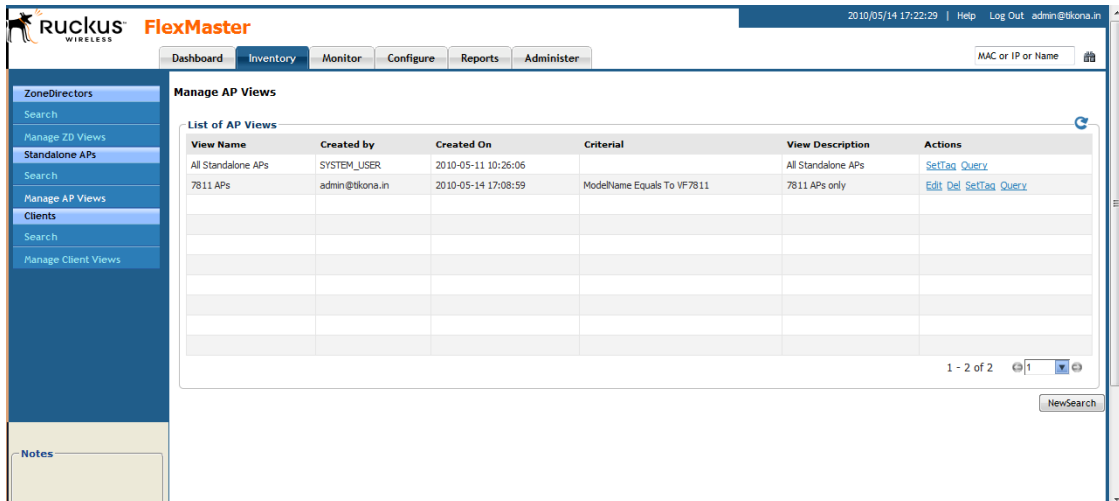 2010/05/14 17:22:29 | Help Log Out admin@tikona.in
Ruckus WIRELESS FlexMaster
Dashboard Inventory Monitor Configure Reports Administer
MAC or IP or Name
ZoneDirectors
Search
Manage ZD Views
Standalone APs
Search
Manage AP Views
Clients
Search
Manage Client Views
Notes
Manage AP Views
List of AP Views
View Name Created by Created On Criterial View Description Actions
All Standalone APs SYSTEM_USER 2010-05-11 10:26:06 All Standalone APs SetTag Query
7811 APs admin@tikona.in 2010-05-14 17:08:59 ModelName Equals To VF7811 7811 APs only Edit Del SetTag Query
1 - 2 of 2 1
NewSearch